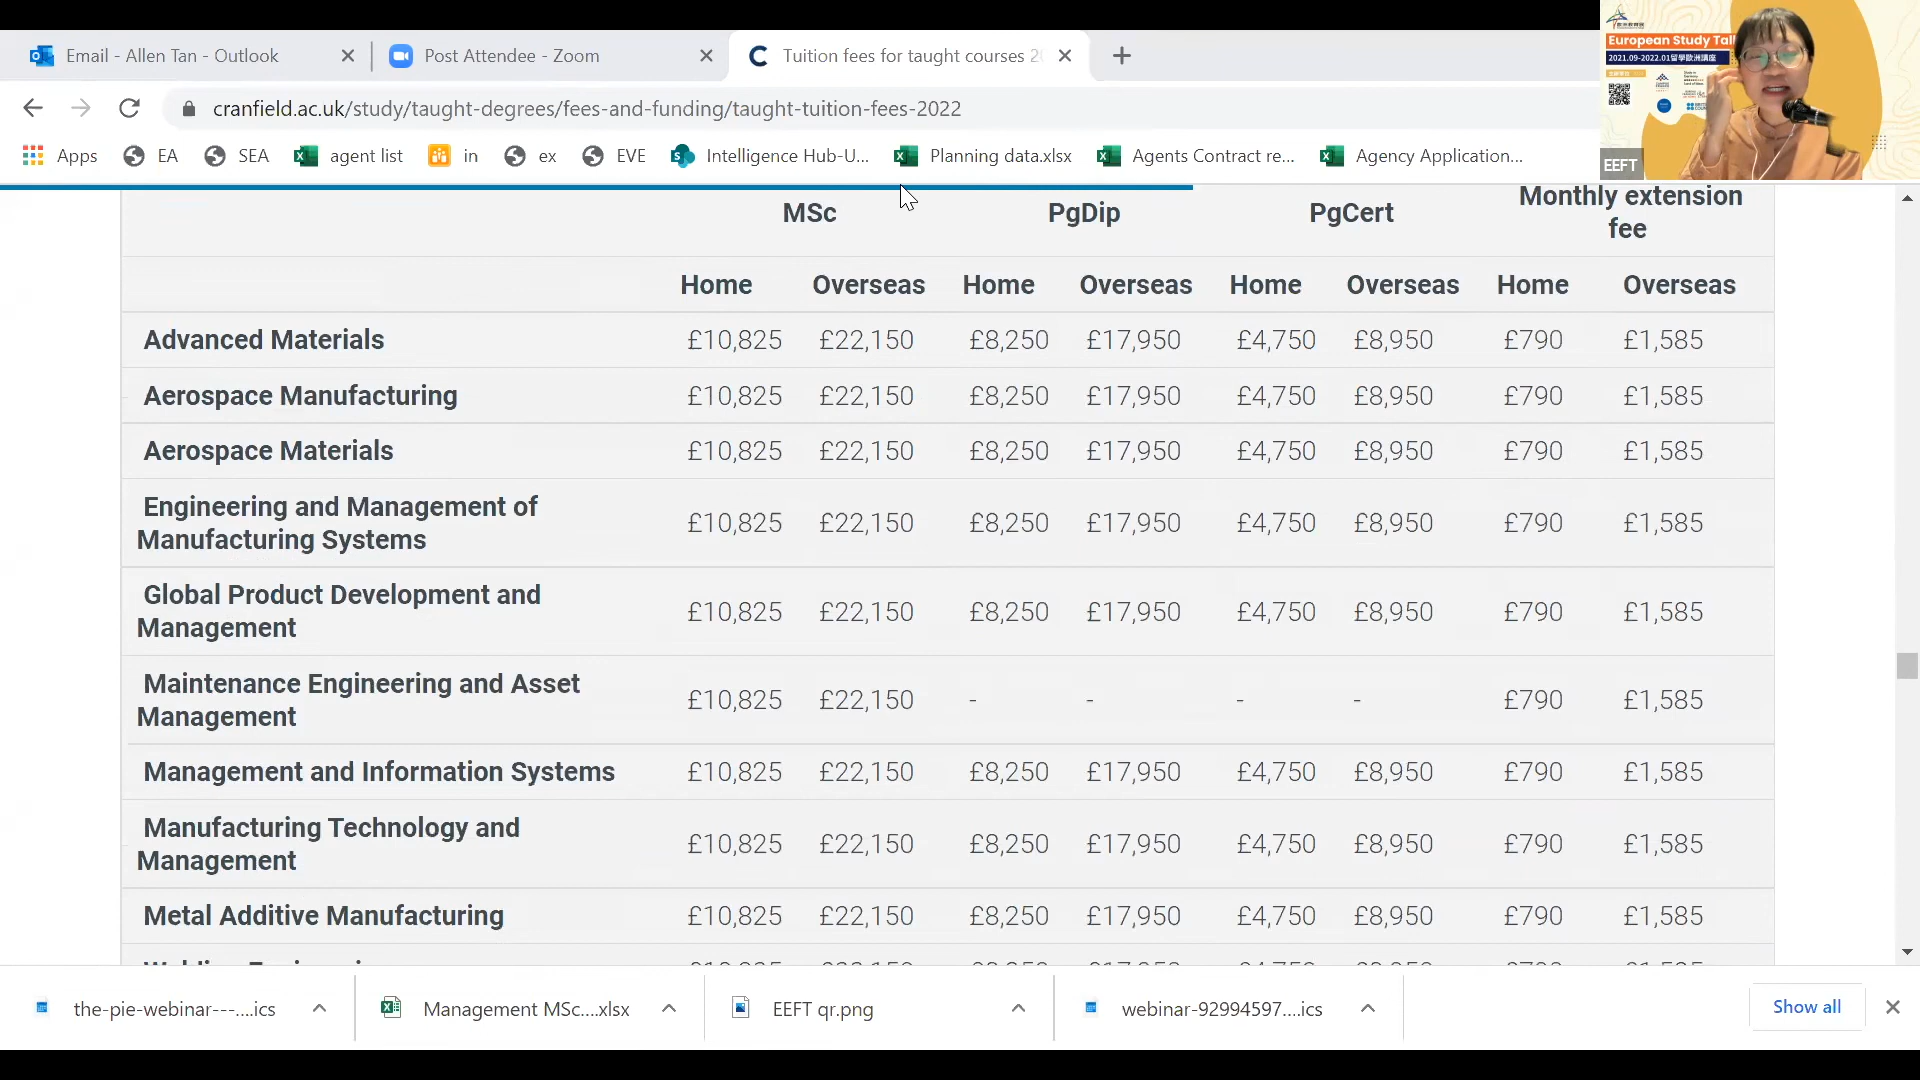 Email - Allen Tan - Outlook
Post Attendee - Zoom
Tuition fees for taught courses 2
cranfield.ac.uk/study/taught-degrees/fees-and-funding/taught-tuition-fees-2022
Apps EA SEA agent list in ex EVE Intelligence Hub-U... Planning data.xlsx Agents Contract re... Agency Application...
European Study Tal
2021.09-2022.01留學歐洲講座
EEFT
MSc PgDip PgCert Monthly extension
fee
Home Overseas Home Overseas Home Overseas Home Overseas
Advanced Materials £10,825 £22,150 £8,250 £17,950 £4,750 £8,950 £790 £1,585
Aerospace Manufacturing £10,825 £22,150 £8,250 £17,950 £4,750 £8,950 £790 £1,585
Aerospace Materials £10,825 £22,150 £8,250 £17,950 £4,750 £8,950 £790 £1,585
Engineering and Management of
Manufacturing Systems £10,825 £22,150 £8,250 £17,950 £4,750 £8,950 £790 £1,585
Global Product Development and
Management £10,825 £22,150 £8,250 £17,950 £4,750 £8,950 £790 £1,585
Maintenance Engineering and Asset
Management £10,825 £22,150 - - - - £790 £1,585
Management and Information Systems £10,825 £22,150 £8,250 £17,950 £4,750 £8,950 £790 £1,585
Manufacturing Technology and
Management £10,825 £22,150 £8,250 £17,950 £4,750 £8,950 £790 £1,585
Metal Additive Manufacturing £10,825 £22,150 £8,250 £17,950 £4,750 £8,950 £790 £1,585
the-pie-webinar---....ics Management MSc....xlsx EEFT qr.png webinar-92994597....ics Show all